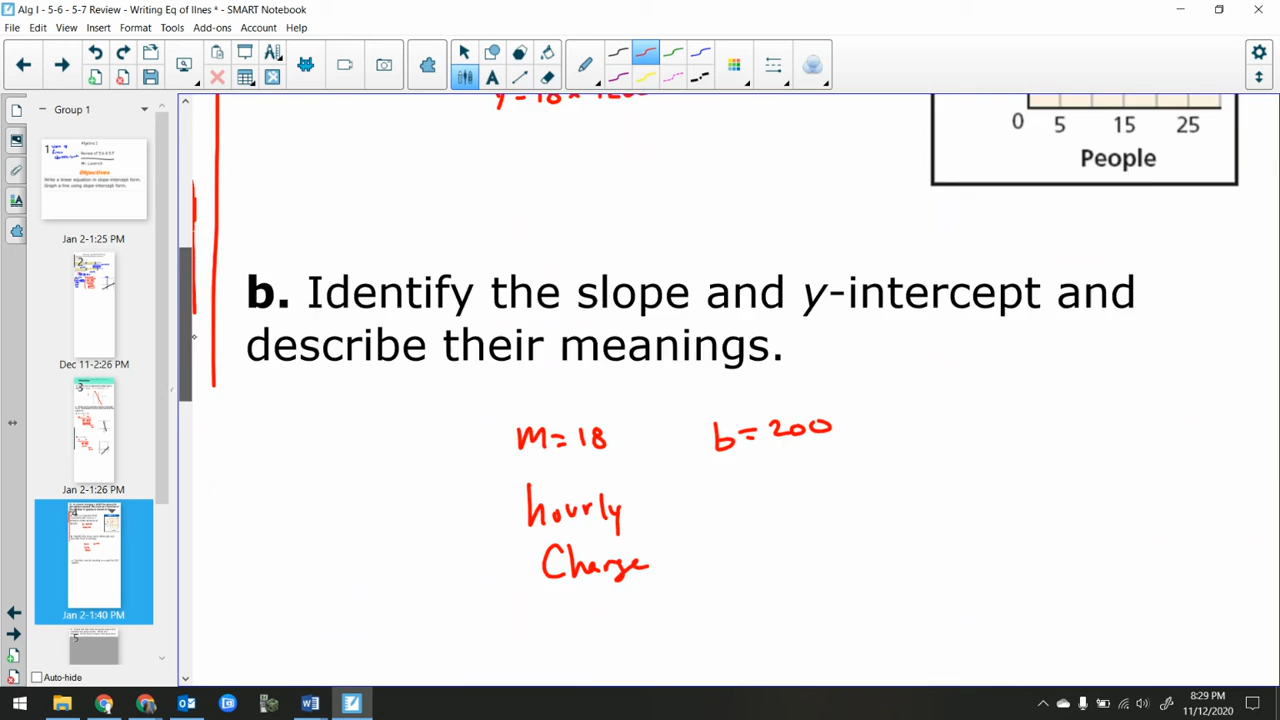 Alg I - 5-6 - 5-7 Review - Writing Eq of lInes * - SMART Notebook
File Edit View Insert Format Tools Add-ons Account Help
Group 1
Jan 2-1:25 PM
Dec 11-2:26 PM
Jan 2-1:26 PM
Jan 2-1:40 PM
Auto-hide
0 5 15 25
People
b. Identify the slope and y-intercept and
describe their meanings.
m=18 b=200
hourly
Charge
8:29 PM
11/12/2020